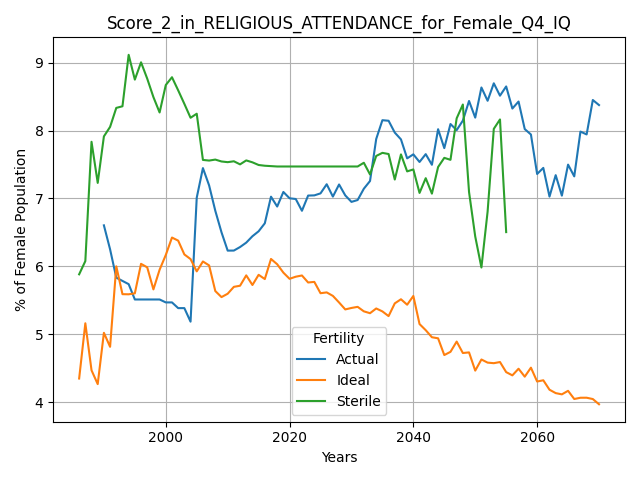 Score_2_in_RELIGIOUS_ATTENDANCE_for_Female_Q4_IQ
% of Female Population
9
8
7
6
5
4
Fertility
Actual
Ideal
Sterile
2000 2020 2040 2060
Years